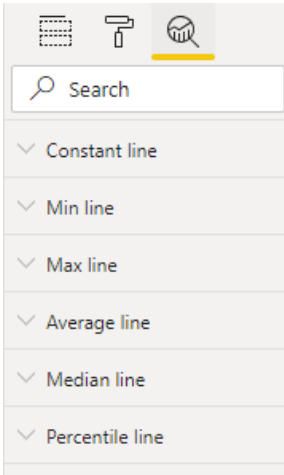 Search
Constant line
Min line
Max line
Average line
Median line
Percentile line